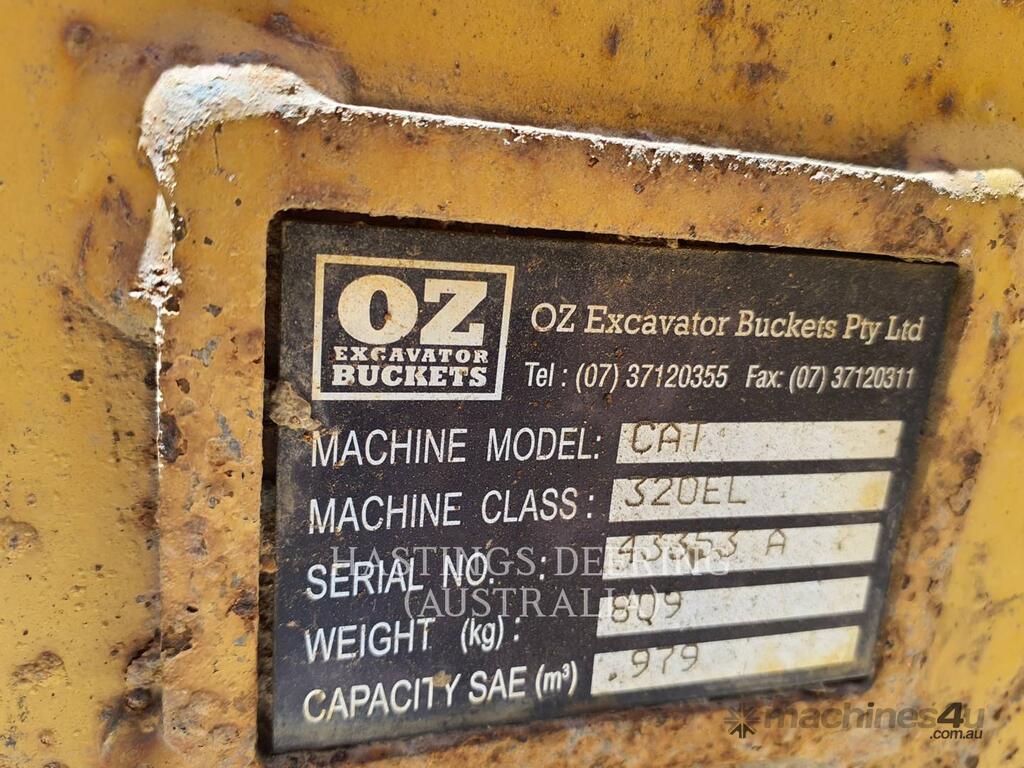 OZ
EXCAVATOR
BUCKETS
OZ Excavator Buckets Pty Ltd
Tel : (07) 37120355 Fax: (07) 37120311
MACHINE MODEL: CAT
MACHINE CLASS : 320EL
SERIAL NO. : 43353 A
WEIGHT (kg) : 809
CAPACITY SAE (m³) .979
HASTINGS DEERING
(AUSTRALIA)
machines4u
.com.au